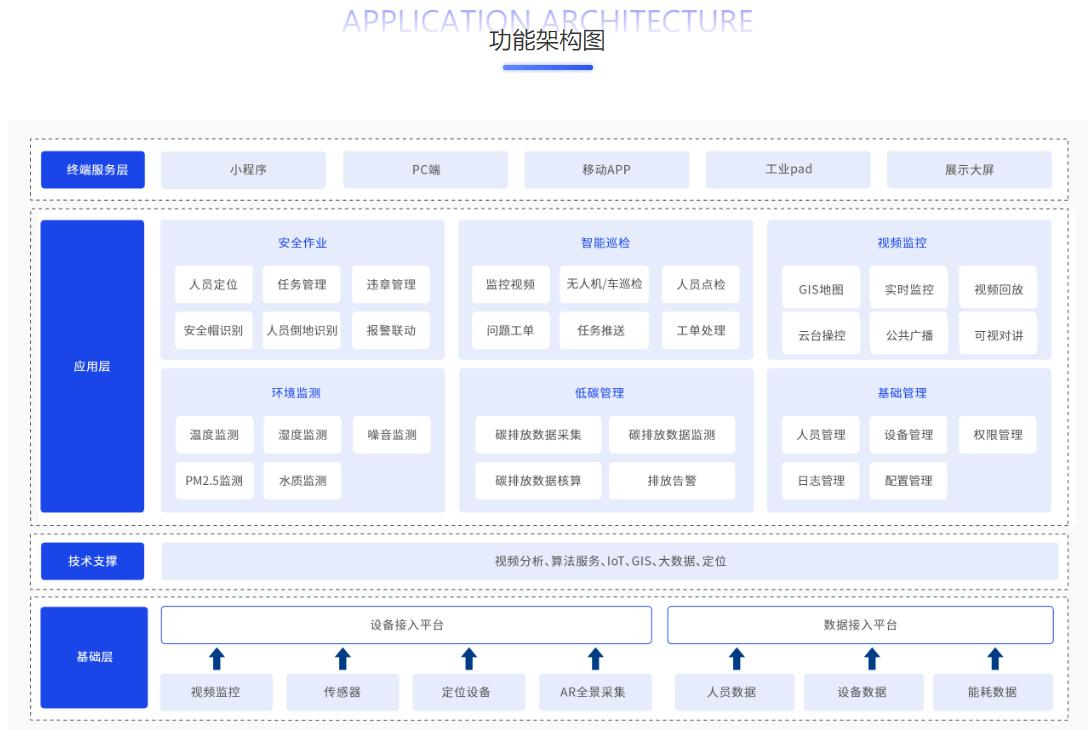 APPLICATION ARCHITECTURE
功能架构图
终端服务层
小程序
PC端
移动APP
工业pad
展示大屏
应用层
安全作业
人员定位
任务管理
违章管理
安全帽识别
人员倒地识别
报警联动
智能巡检
监控视频
无人机/车巡检
人员点检
问题工单
任务推送
工单处理
视频监控
GIS地图
实时监控
视频回放
云台操控
公共广播
可视对讲
环境监测
温度监测
湿度监测
噪音监测
PM2.5监测
水质监测
低碳管理
碳排放数据采集
碳排放数据监测
碳排放数据核算
排放告警
基础管理
人员管理
设备管理
权限管理
日志管理
配置管理
技术支撑
视频分析、算法服务、IoT、GIS、大数据、定位
基础层
设备接入平台
数据接入平台
视频监控
传感器
定位设备
AR全景采集
人员数据
设备数据
能耗数据